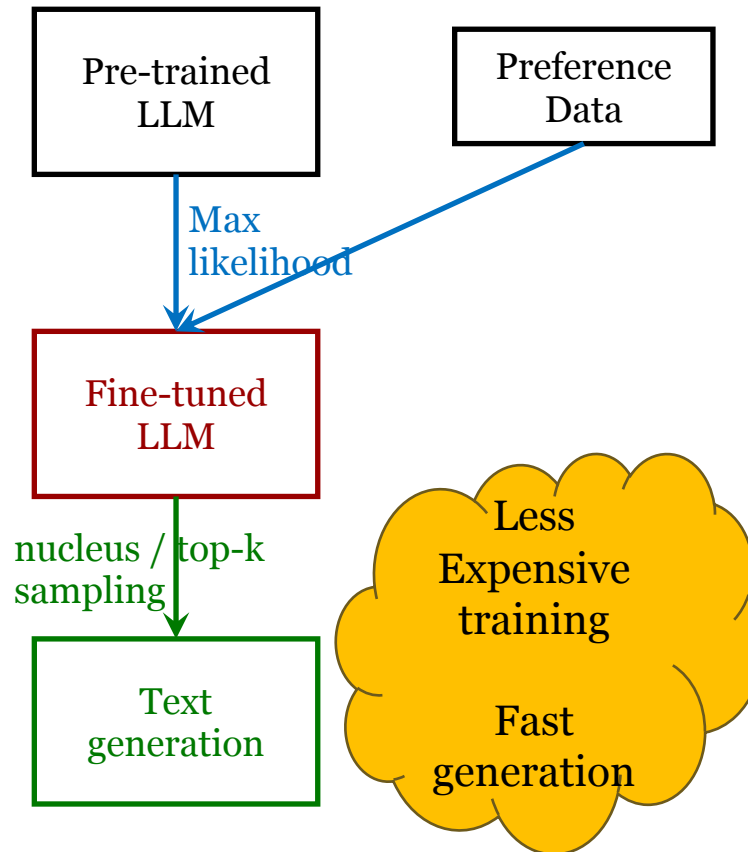 Pre-trained
LLM
Preference
Data
Max
likelihood
Fine-tuned
LLM
nucleus / top-k
sampling
Text
generation
Less
Expensive
training
Fast
generation